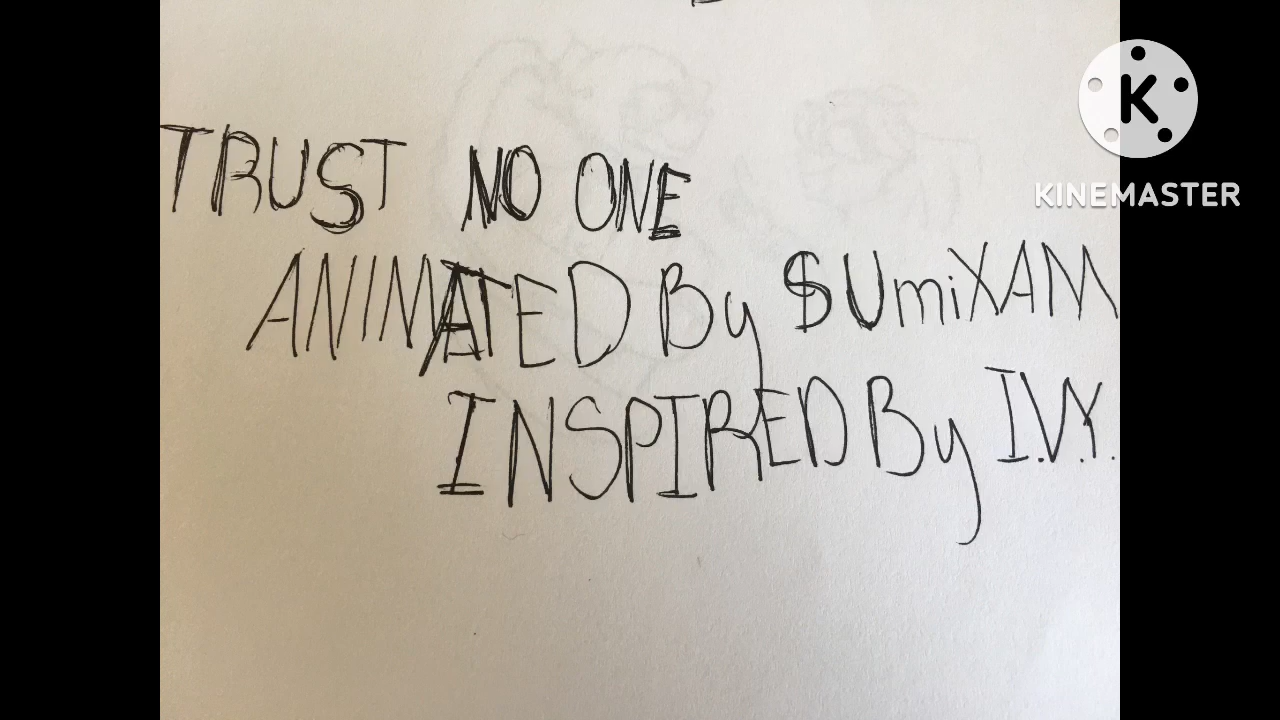 TRUST NO ONE
ANIMATED By $UmiXAM
INSPIRED By I.V.Y.
K
KINEMASTER